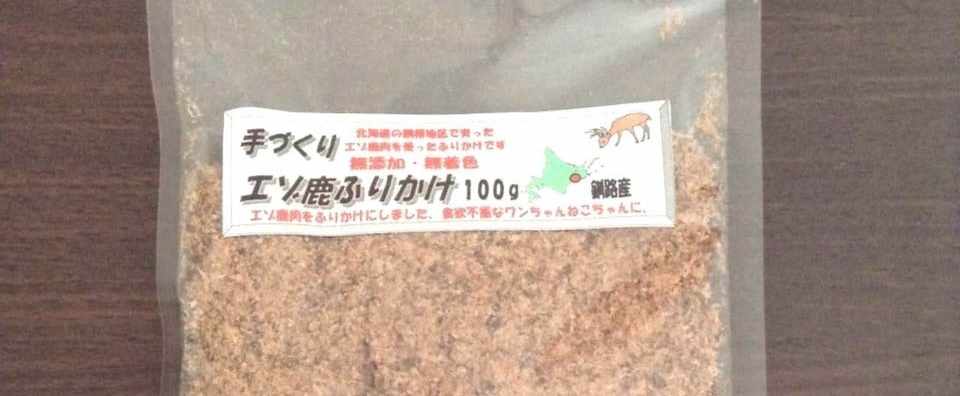 手づくり
北海道の釧根地区で育った
エゾ鹿肉を使ったふりかけです
無添加・無着色
エゾ鹿ふりかけ 100g
釧路産
エゾ鹿肉をふりかけにしました、食欲不振なワンちゃんねこちゃんに、